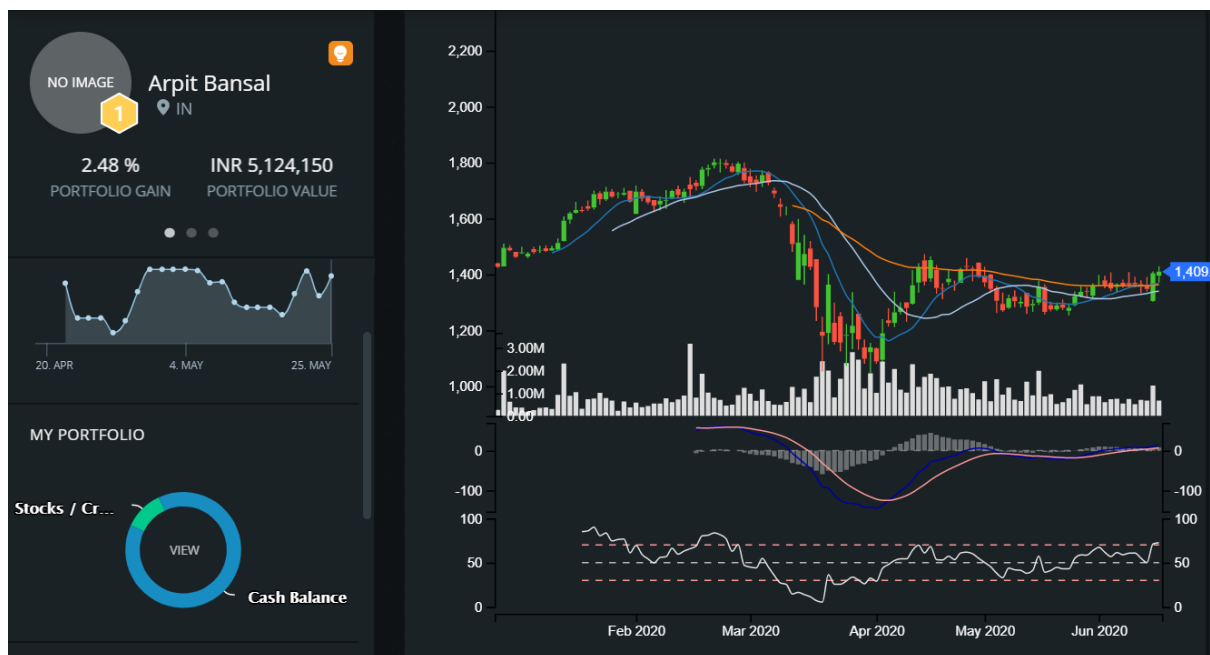 NO IMAGE
1
Arpit Bansal
IN
2.48 %
INR 5,124,150
PORTFOLIO GAIN
PORTFOLIO VALUE
20. APR
4. MAY
25. MAY
MY PORTFOLIO
Stocks / Cr...
VIEW
Cash Balance
2,200
2,000
1,800
1,600
1,400
1,409.
1,200
3.00M
2.00M
1,000
1.00M
0.00
0
0
-100
-100
100
100
50
50
0
0
Feb 2020
Mar 2020
Apr 2020
May 2020
Jun 2020